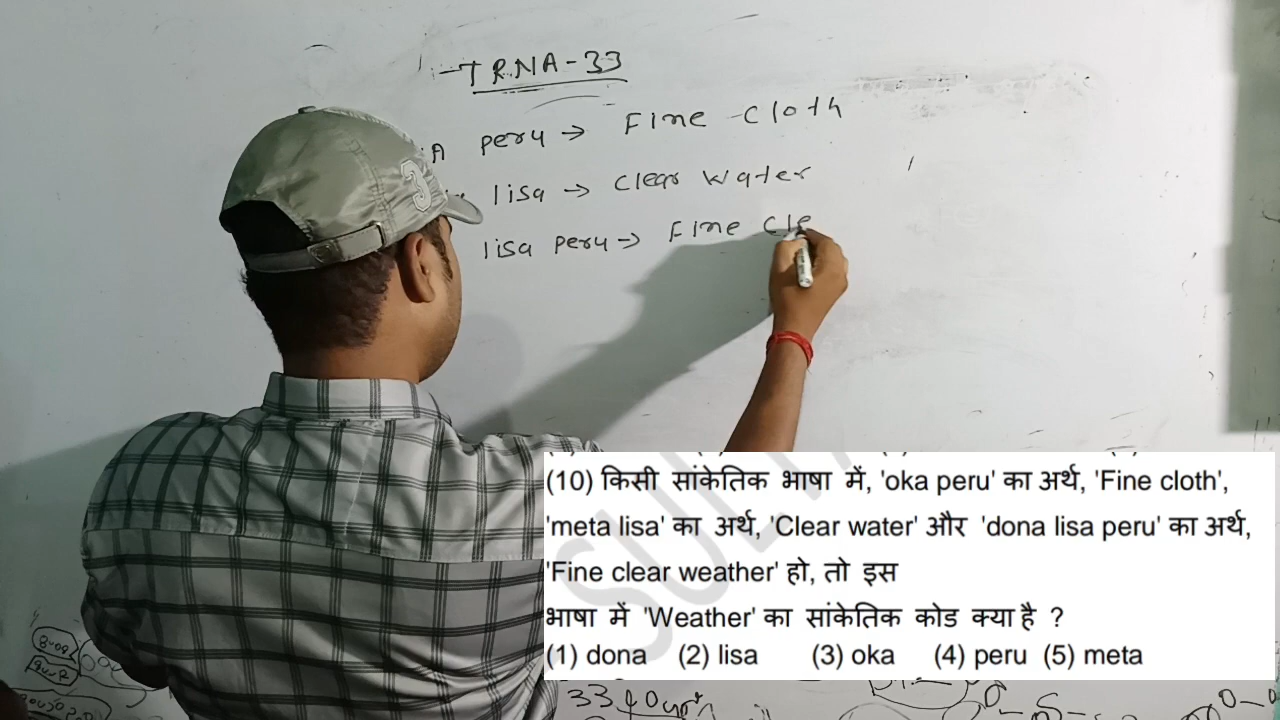 TRNA-33
peru → Fine cloth
lisa → Clear Water
lisa peru → Fine Cle
3
(10) किसी सांकेतिक भाषा में, 'oka peru' का अर्थ, 'Fine cloth',
'meta lisa' का अर्थ, 'Clear water' और 'dona lisa peru' का अर्थ,
'Fine clear weather' हो, तो इस
भाषा में 'Weather' का सांकेतिक कोड क्या है ?
(1) dona (2) lisa (3) oka (4) peru (5) meta